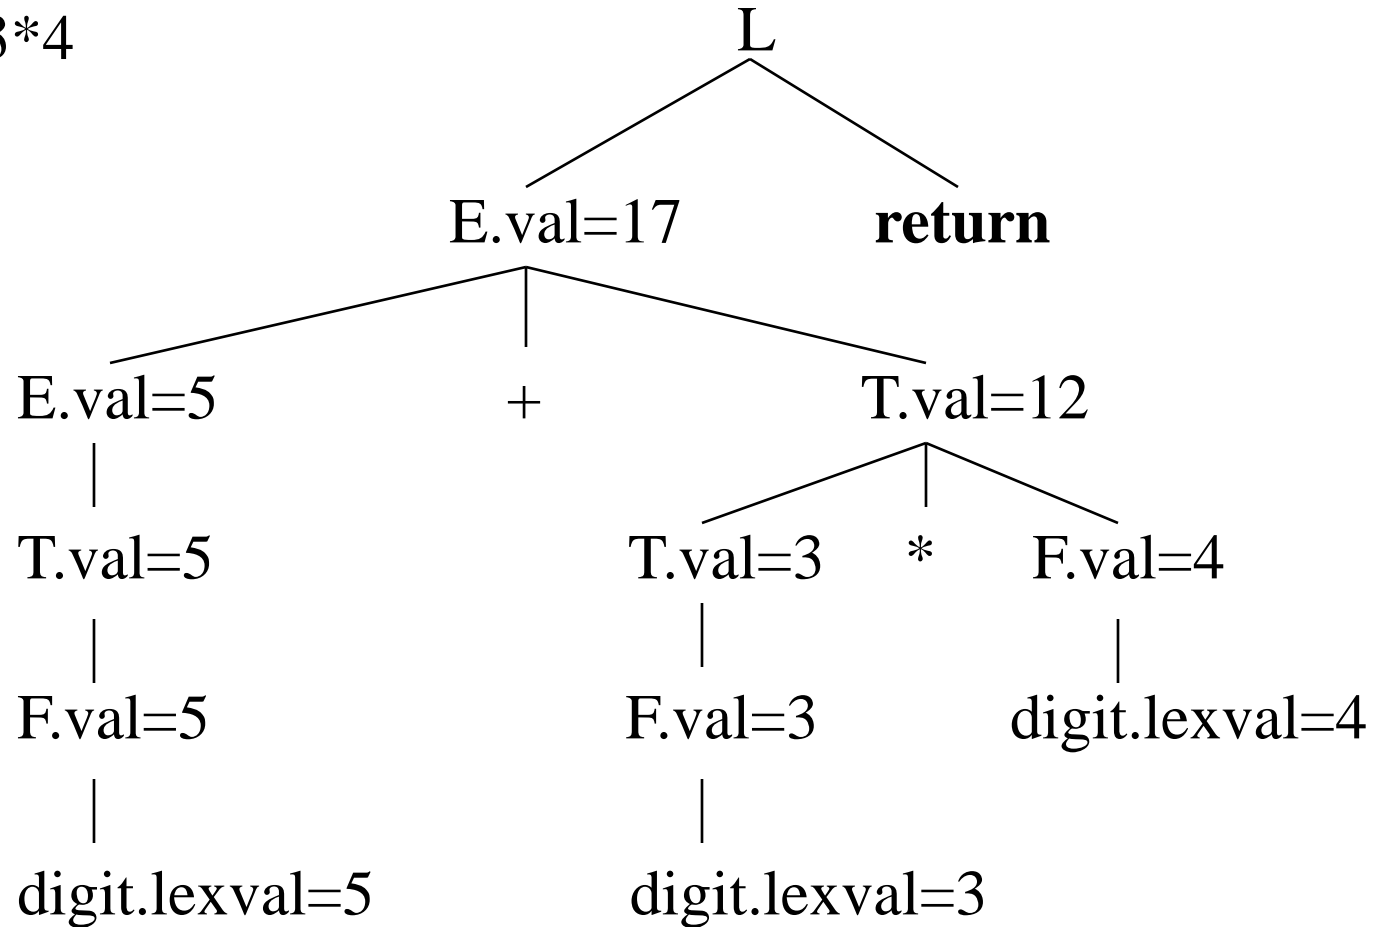 3*4
L
E.val=17 return
E.val=5 + T.val=12
T.val=5 T.val=3 * F.val=4
F.val=5 F.val=3 digit.lexval=4
digit.lexval=5 digit.lexval=3